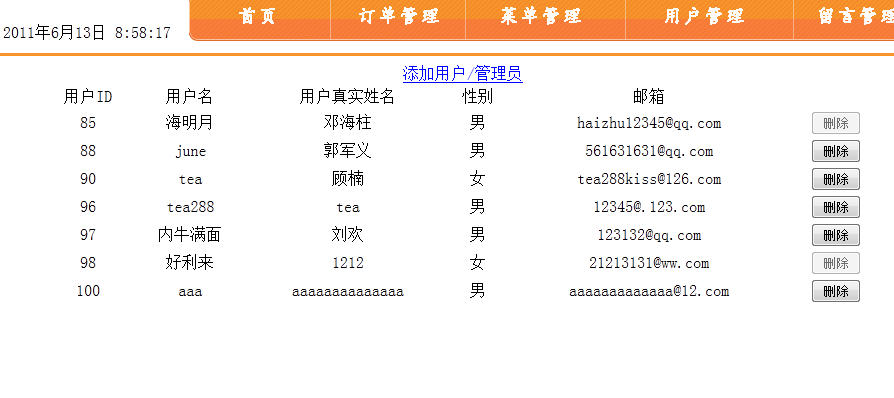 首页 订单管理 菜单管理 用户管理 留言管理
2011年6月13日 8:58:17
添加用户/管理员
用户ID 用户名 用户真实姓名 性别 邮箱
85 海明月 邓海柱 男 haizhu12345@qq.com 删除
88 june 郭军义 男 561631631@qq.com 删除
90 tea 顾楠 女 tea288kiss@126.com 删除
96 tea288 tea 男 12345@.123.com 删除
97 内牛满面 刘欢 男 123132@qq.com 删除
98 好利来 1212 女 21213131@ww.com 删除
100 aaa aaaaaaaaaaaaaa 男 aaaaaaaaaaaaa@12.com 删除